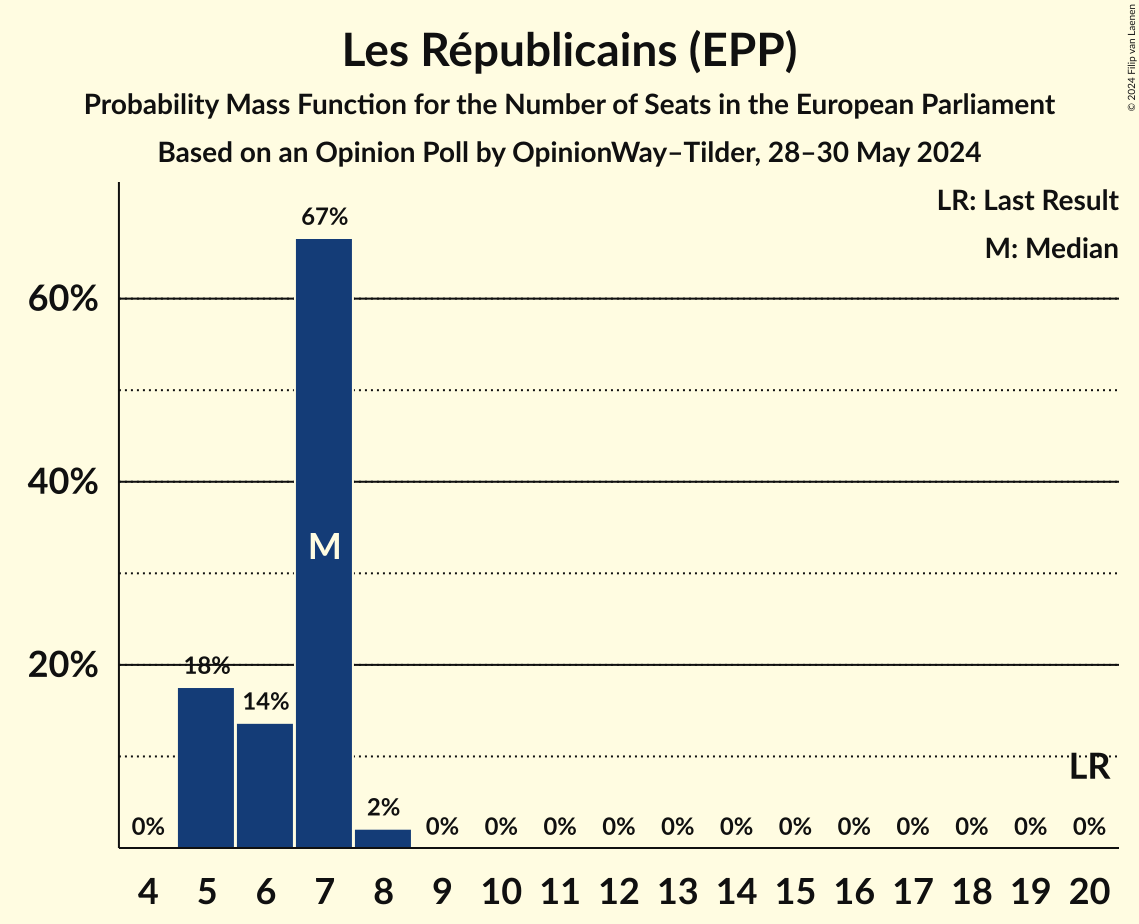 Les Républicains (EPP)
Probability Mass Function for the Number of Seats in the European Parliament
Based on an Opinion Poll by OpinionWay–Tilder, 28–30 May 2024
© 2024 Filip van Laenen
LR: Last Result
M: Median
67%
60%
40%
M
20%
18%
14%
LR
2%
0% 0% 0% 0% 0% 0% 0% 0% 0% 0% 0% 0% 0%
4 5 6 7 8 9 10 11 12 13 14 15 16 17 18 19 20